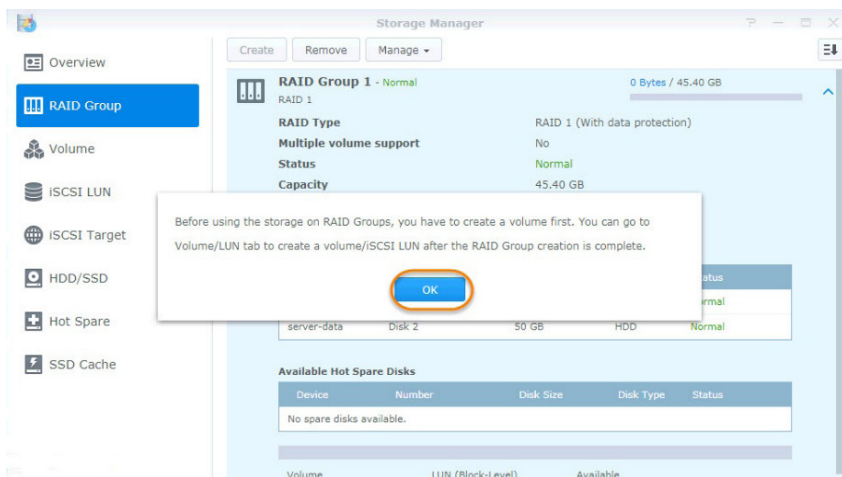 Storage Manager
Overview
RAID Group
Volume
iSCSI LUN
iSCSI Target
HDD/SSD
Hot Spare
SSD Cache
Create Remove Manage
RAID Group 1 - Normal 0 Bytes / 45.40 GB
RAID 1
RAID Type RAID 1 (With data protection)
Multiple volume support No
Status Normal
Capacity 45.40 GB
Before using the storage on RAID Groups, you have to create a volume first. You can go to
Volume/LUN tab to create a volume/iSCSI LUN after the RAID Group creation is complete.
OK
server-data Disk 2 50 GB HDD Normal
Available Hot Spare Disks
Device Number Disk Size Disk Type Status
No spare disks available.
Volume LUN (Block-Level) Available